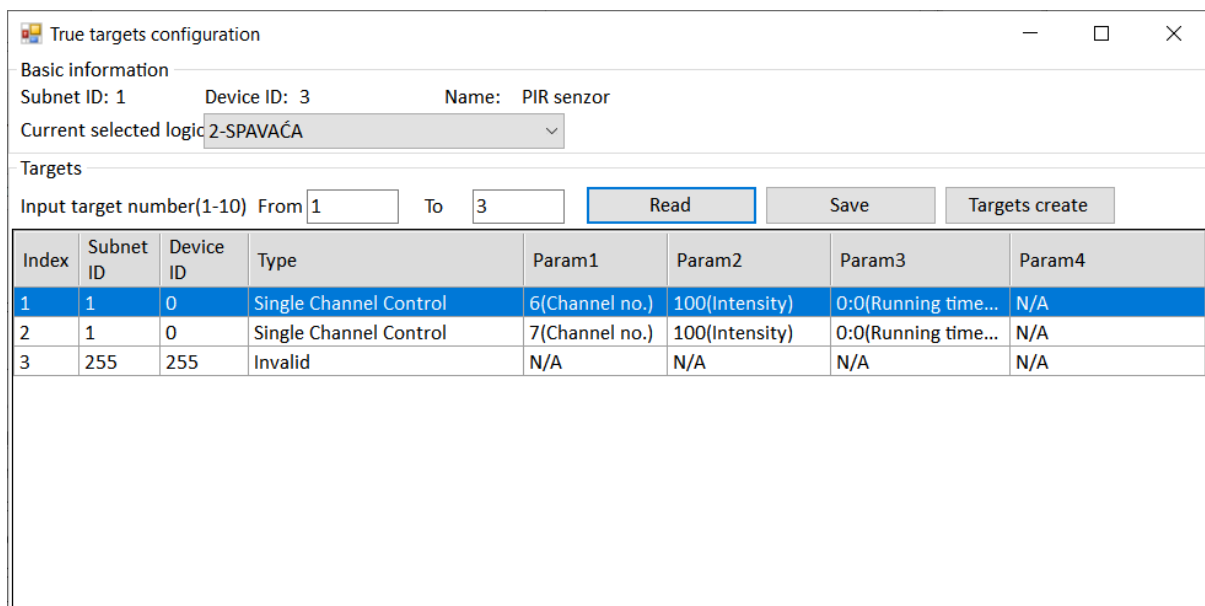 True targets configuration
Basic information
Subnet ID: 1 Device ID: 3 Name: PIR senzor
Current selected logic 2-SPAVAĆA
Targets
Input target number(1-10) From 1 To 3 Read Save Targets create
Index Subnet ID Device ID Type Param1 Param2 Param3 Param4
1 1 0 Single Channel Control 6(Channel no.) 100(Intensity) 0:0(Running time... N/A
2 1 0 Single Channel Control 7(Channel no.) 100(Intensity) 0:0(Running time... N/A
3 255 255 Invalid N/A N/A N/A N/A